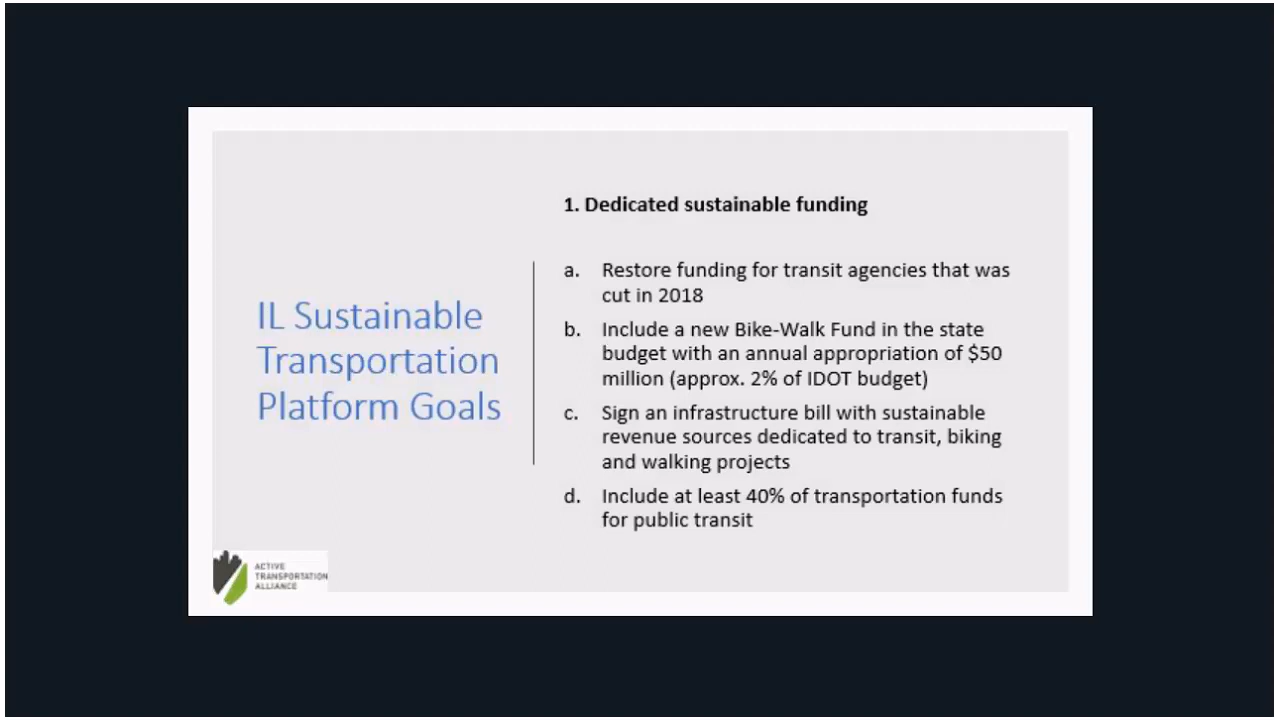 IL Sustainable
Transportation
Platform Goals
1. Dedicated sustainable funding
a. Restore funding for transit agencies that was
cut in 2018
b. Include a new Bike-Walk Fund in the state
budget with an annual appropriation of $50
million (approx. 2% of IDOT budget)
c. Sign an infrastructure bill with sustainable
revenue sources dedicated to transit, biking
and walking projects
d. Include at least 40% of transportation funds
for public transit
ACTIVE
TRANSPORTATION
ALLIANCE